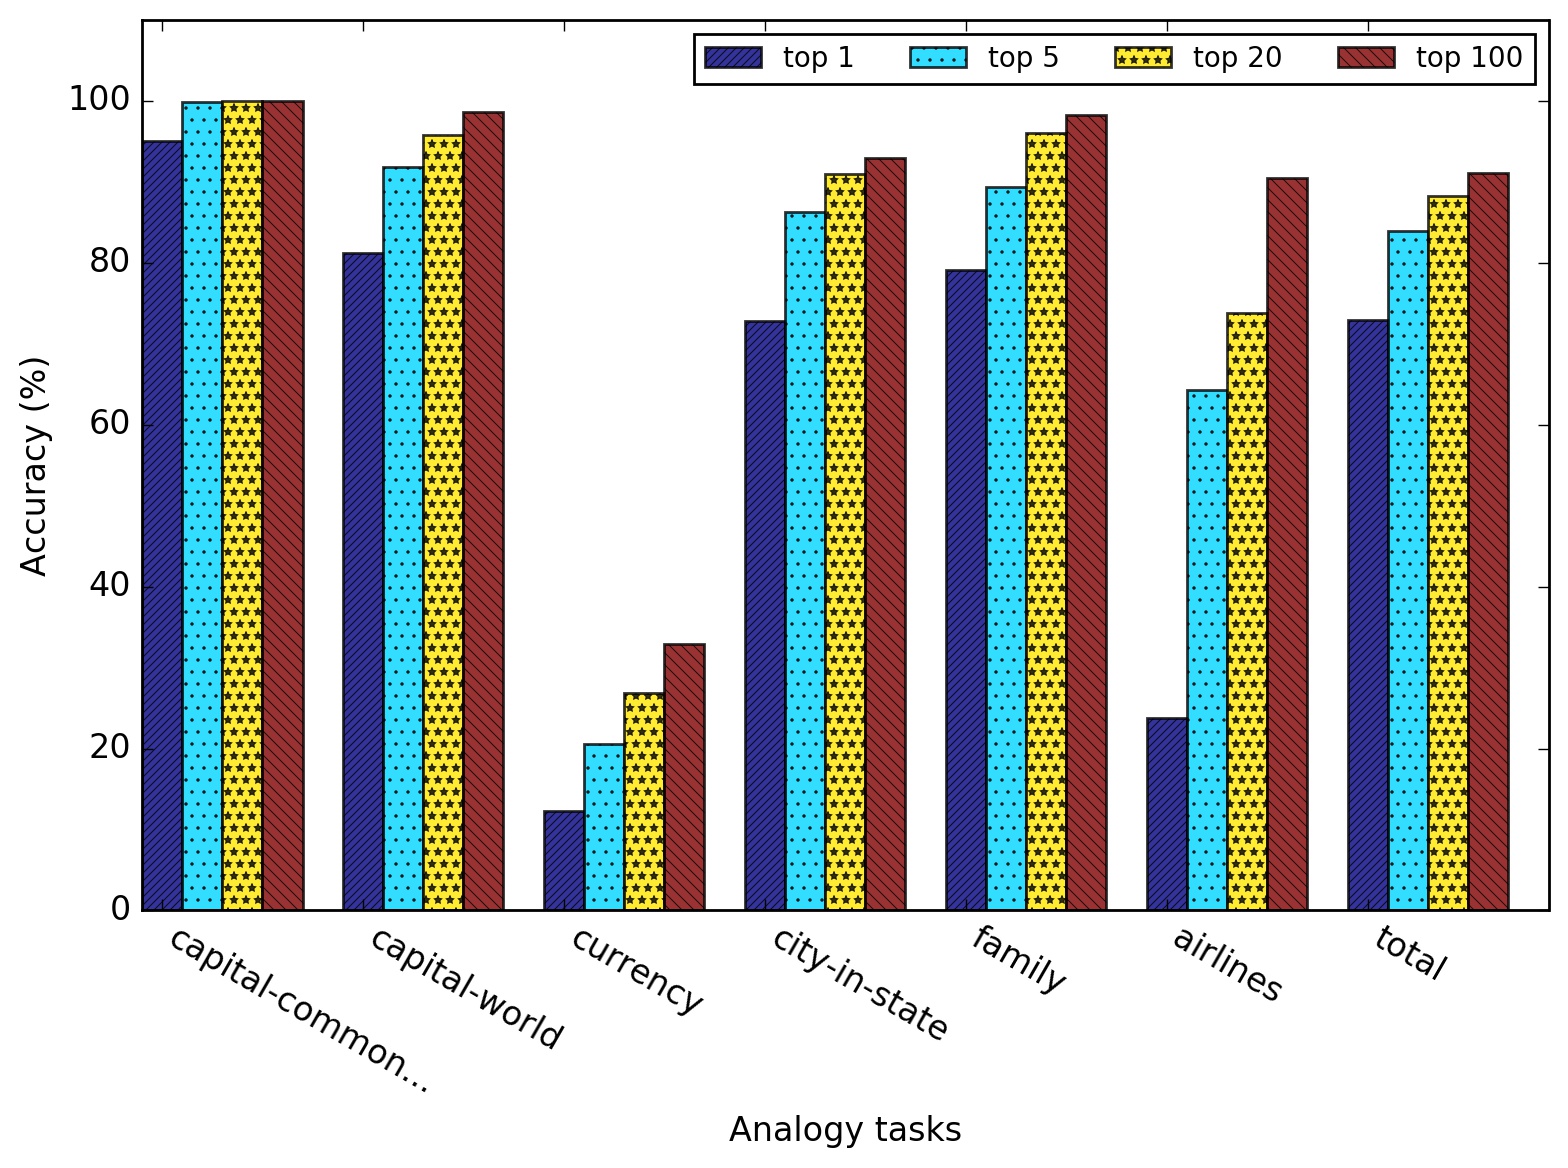 top 1 top 5 top 20 top 100
100
80
60
40
20
0
Accuracy (%)
capital-common...
capital-world
currency
city-in-state
family
airlines
total
Analogy tasks